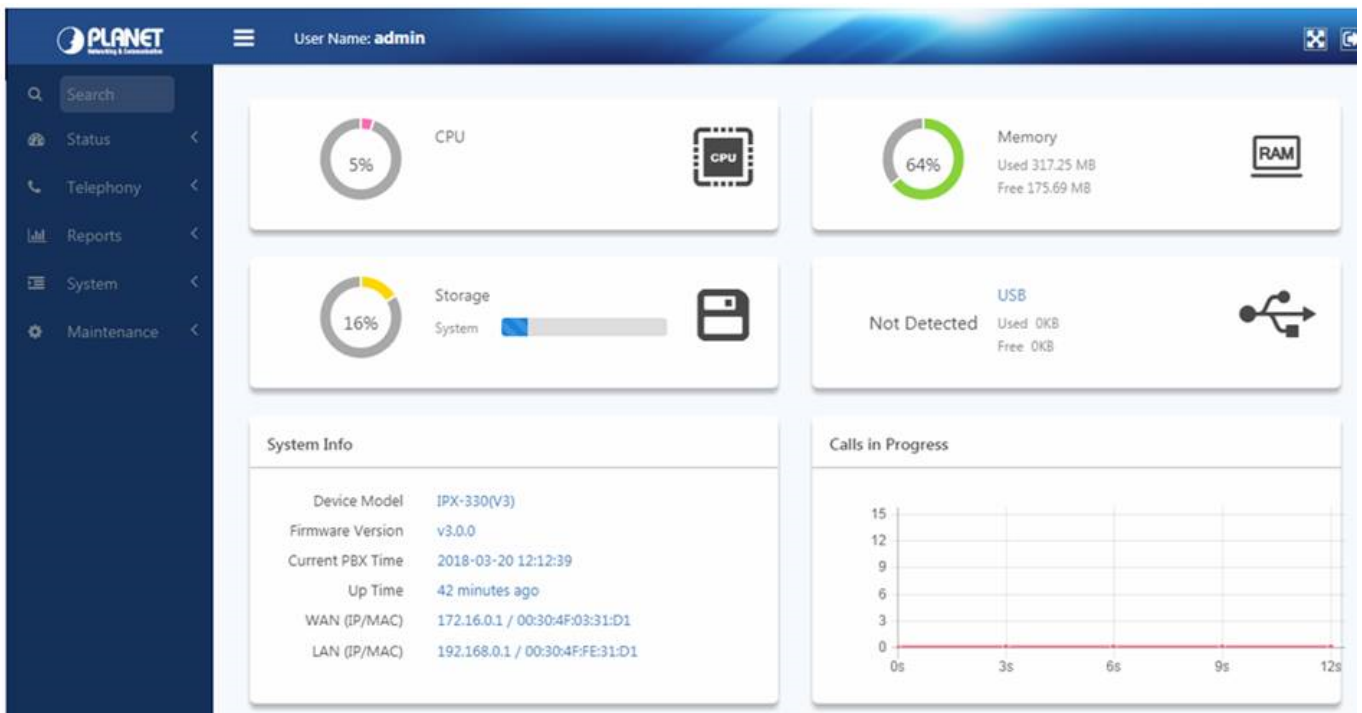 PLANET
Networking & Communication
User Name: admin
Search
Status
Telephony
Reports
System
Maintenance
5%
CPU
CPU
64%
Memory
Used 317.25 MB
Free 175.69 MB
RAM
16%
Storage
System
Not Detected
USB
Used 0KB
Free 0KB
System Info
Device Model IPX-330(V3)
Firmware Version v3.0.0
Current PBX Time 2018-03-20 12:12:39
Up Time 42 minutes ago
WAN (IP/MAC) 172.16.0.1 / 00:30:4F:03:31:D1
LAN (IP/MAC) 192.168.0.1 / 00:30:4F:FE:31:D1
Calls in Progress
15
12
9
6
3
0
0s 3s 6s 9s 12s